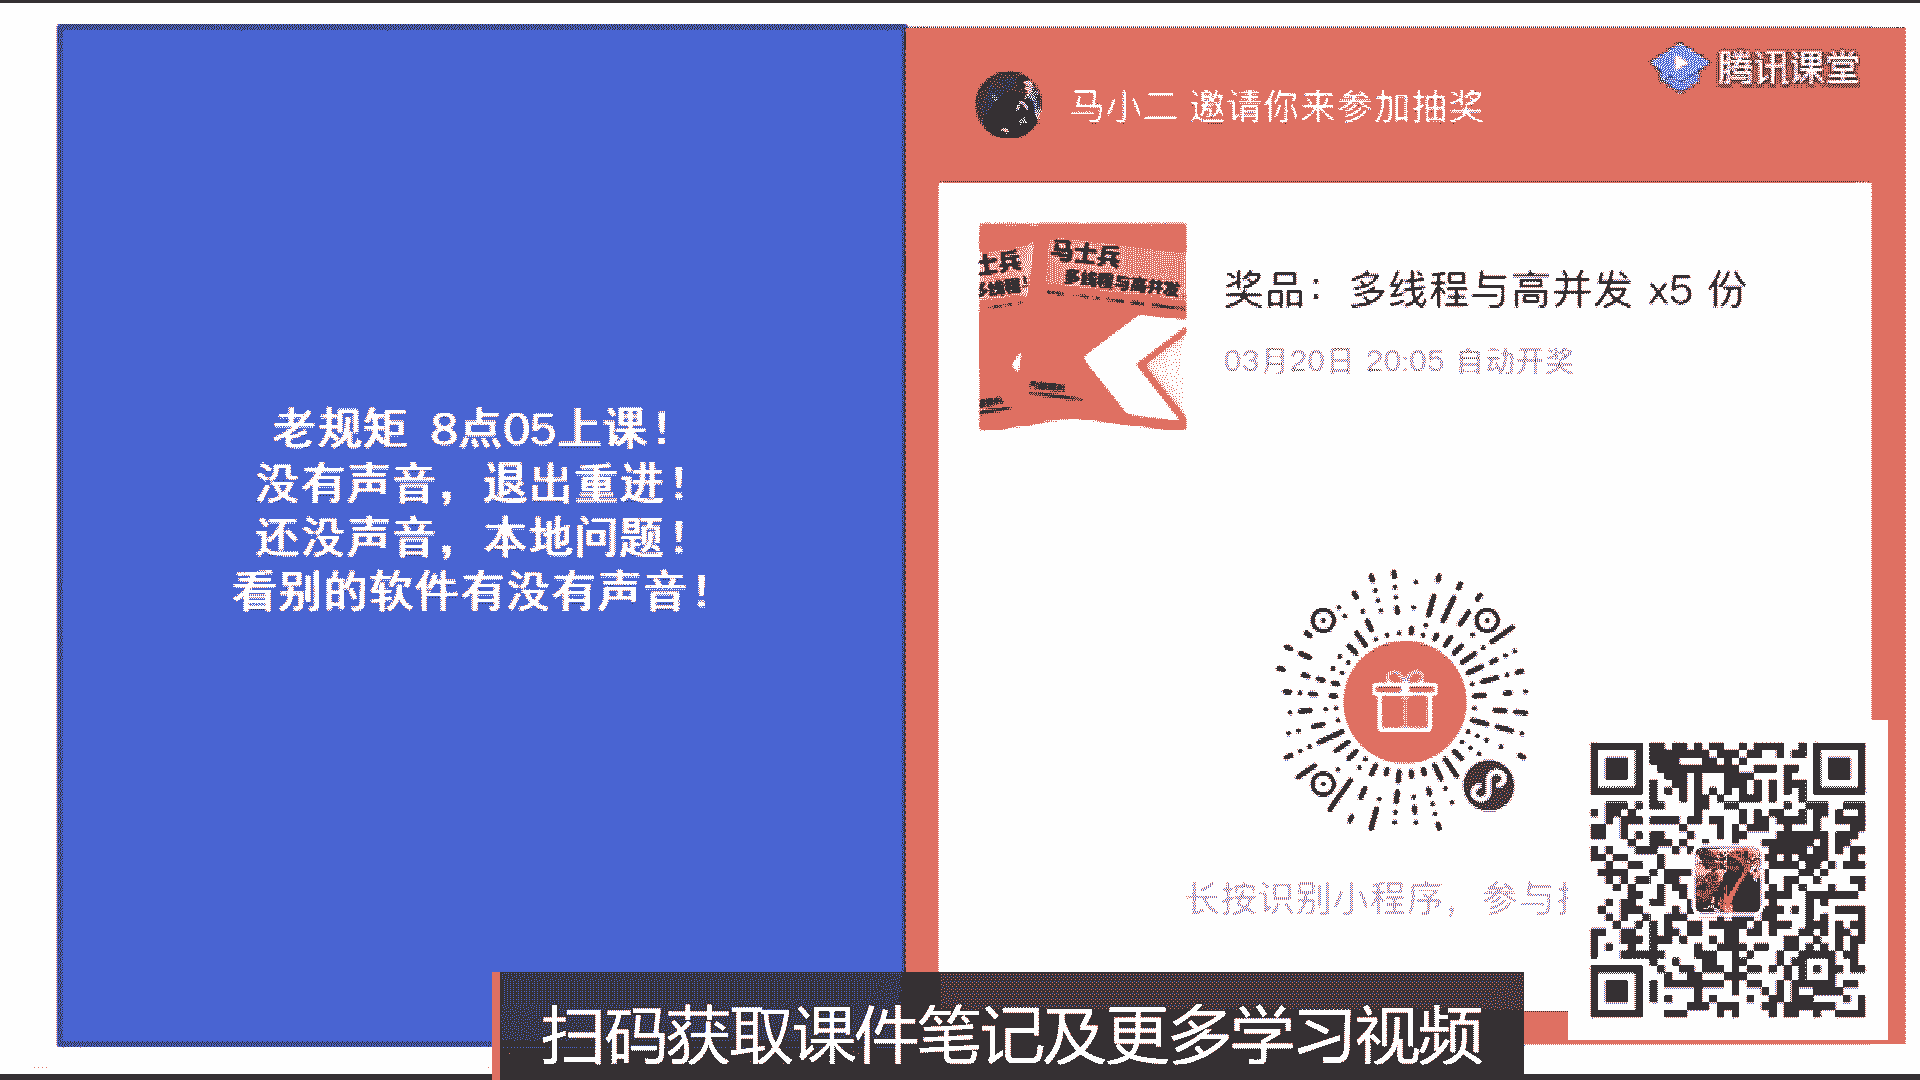 老规矩 8点05上课！
没有声音，退出重进！
还没声音，本地问题！
看别的软件有没有声音！
腾讯课堂
马小二 邀请你来参加抽奖
士兵
多线程
马士兵
多线程与高并发
奖品：多线程与高并发 x5 份
03月20日 20:05 自动开奖
长按识别小程序，参与
扫码获取课件笔记及更多学习视频